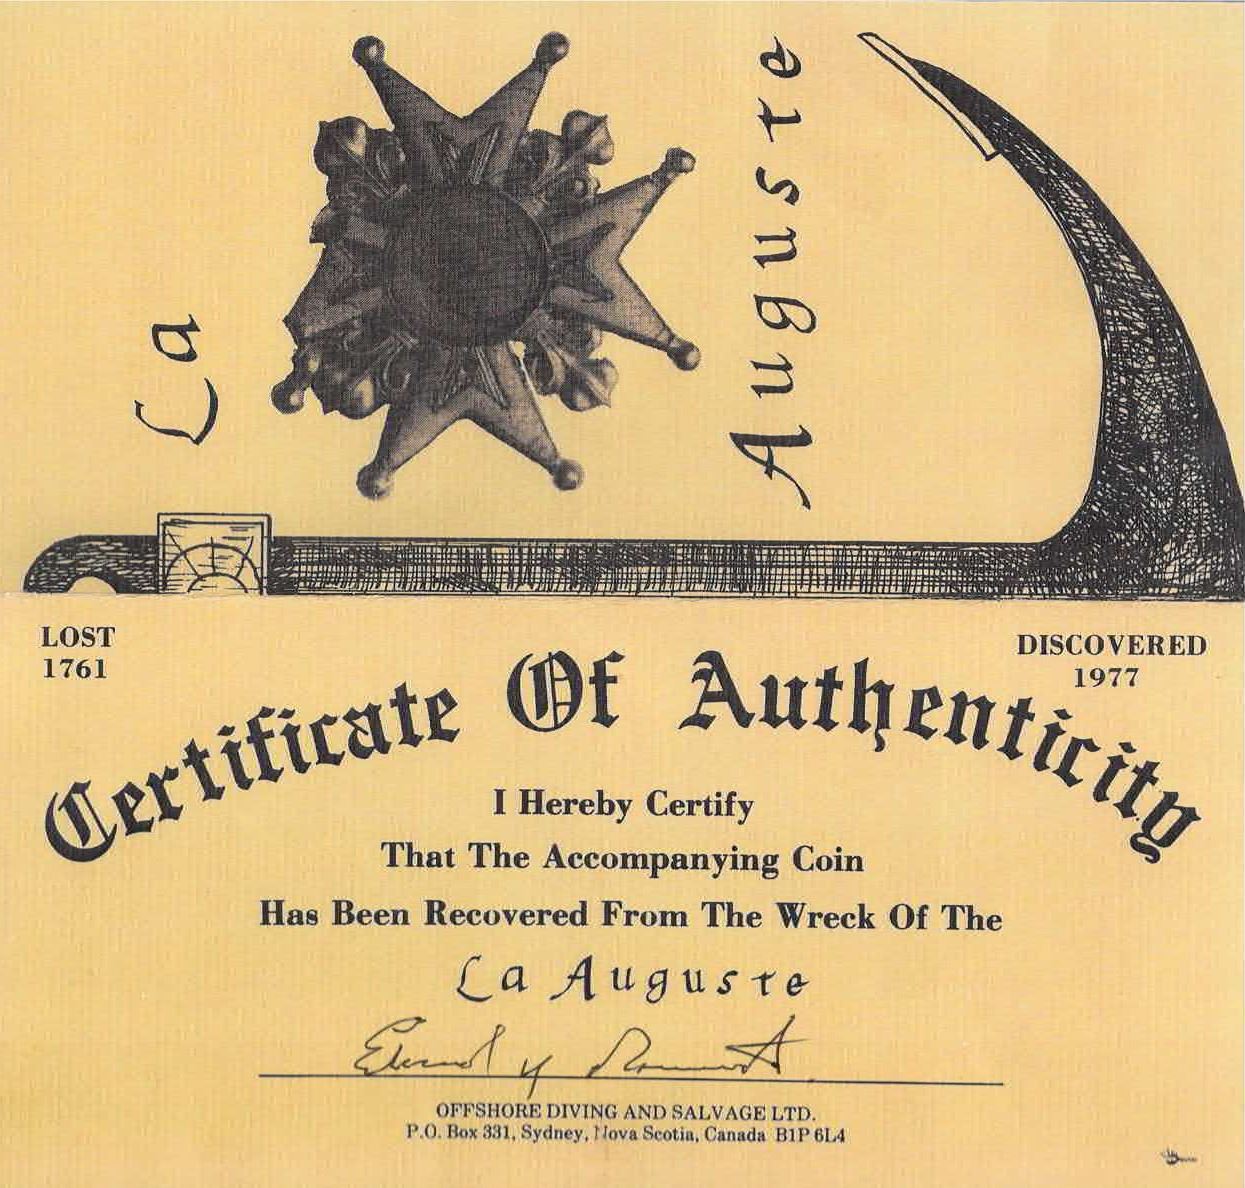 La
Auguste
LOST
1761
DISCOVERED
1977
Certificate Of Authenticity
I Hereby Certify
That The Accompanying Coin
Has Been Recovered From The Wreck Of The
La Auguste
OFFSHORE DIVING AND SALVAGE LTD.
P.O. Box 331, Sydney, Nova Scotia, Canada B1P 6L4